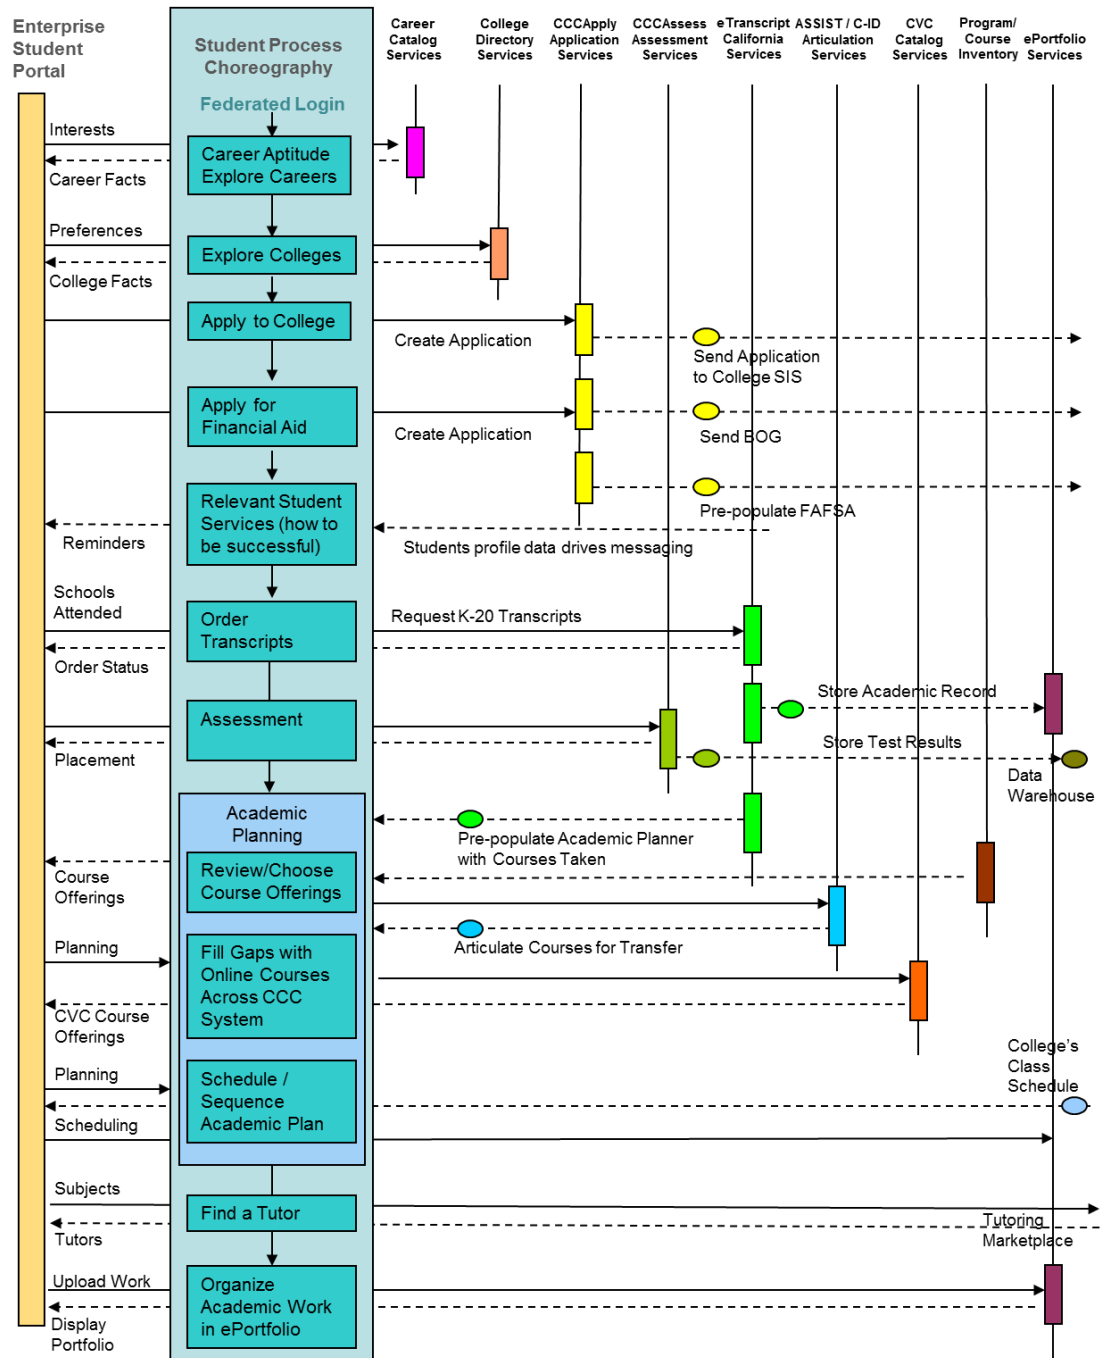 Enterprise
Student
Portal
Student Process
Choreography
Federated Login
Career
Catalog
Services
College
Directory
Services
CCCApply
Application
Services
CCCAssess
Assessment
Services
eTranscript
California
Services
ASSIST / C-ID
Articulation
Services
CVC
Catalog
Services
Program/
Course
Inventory
ePortfolio
Services
Interests
Career Facts
Career Aptitude
Explore Careers
Preferences
College Facts
Explore Colleges
Apply to College
Create Application
Send Application
to College SIS
Apply for
Financial Aid
Create Application
Send BOG
Pre-populate FAFSA
Relevant Student
Services (how to
be successful)
Reminders
Students profile data drives messaging
Schools
Attended
Order Status
Order
Transcripts
Request K-20 Transcripts
Store Academic Record
Assessment
Placement
Store Test Results
Data
Warehouse
Academic
Planning
Pre-populate Academic Planner
with Courses Taken
Review/Choose
Course Offerings
Course
Offerings
Articulate Courses for Transfer
Planning
Fill Gaps with
Online Courses
Across CCC
System
CVC Course
Offerings
College's
Class
Schedule
Planning
Scheduling
Schedule /
Sequence
Academic Plan
Subjects
Tutors
Find a Tutor
Tutoring
Marketplace
Upload Work
Display
Portfolio
Organize
Academic Work
in ePortfolio